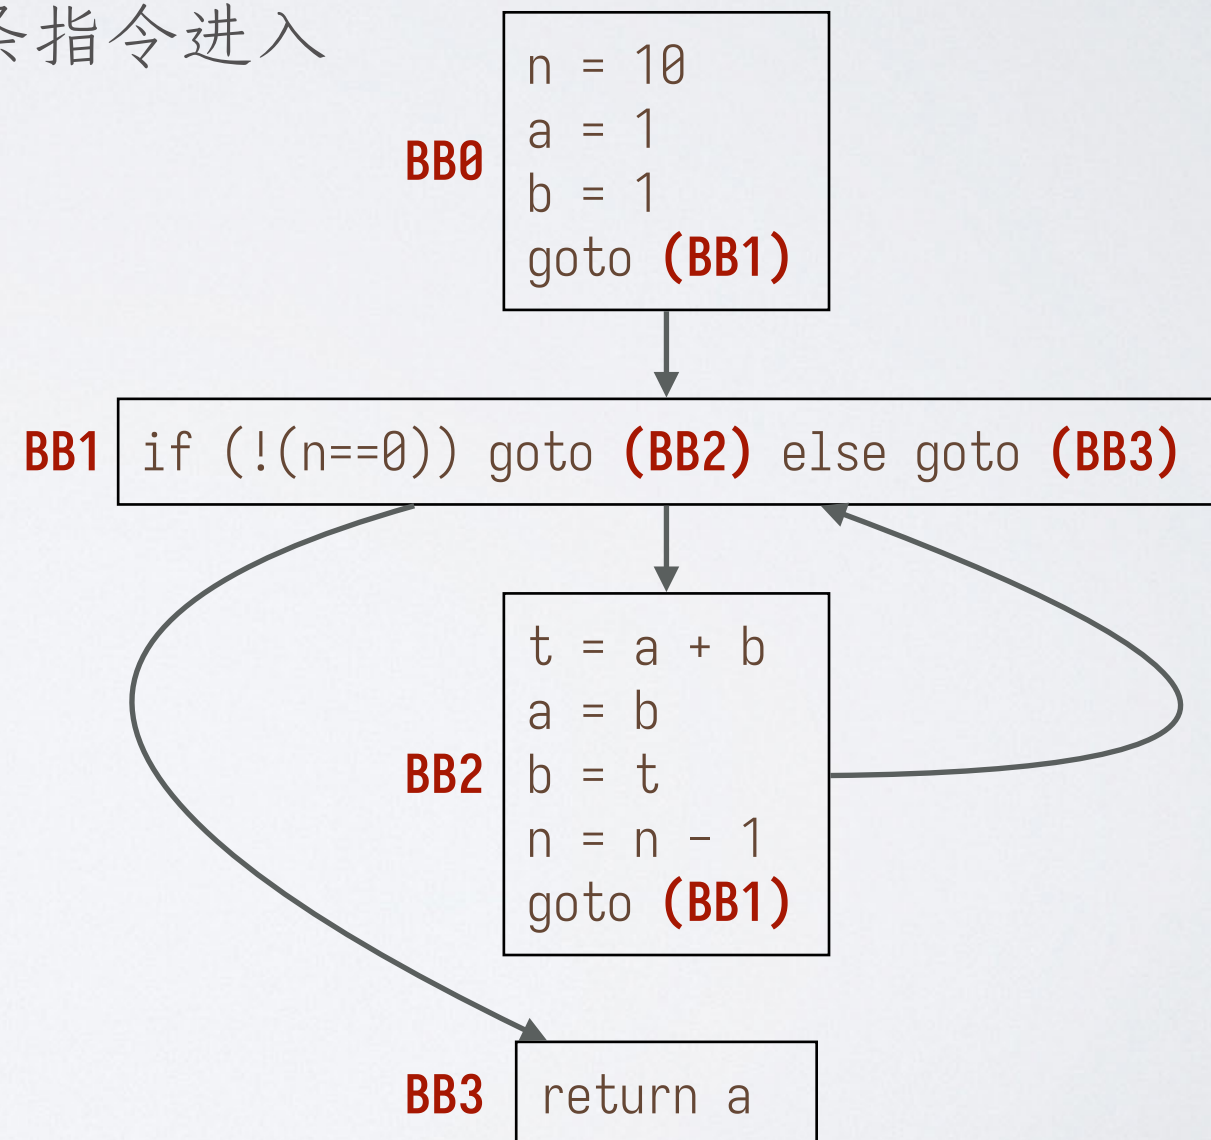 条指令进入
n = 10
a = 1
BB0
b = 1
goto (BB1)
BB1 if (!(n==0)) goto (BB2) else goto (BB3)
t = a + b
a = b
BB2 b = t
n = n - 1
goto (BB1)
BB3 return a